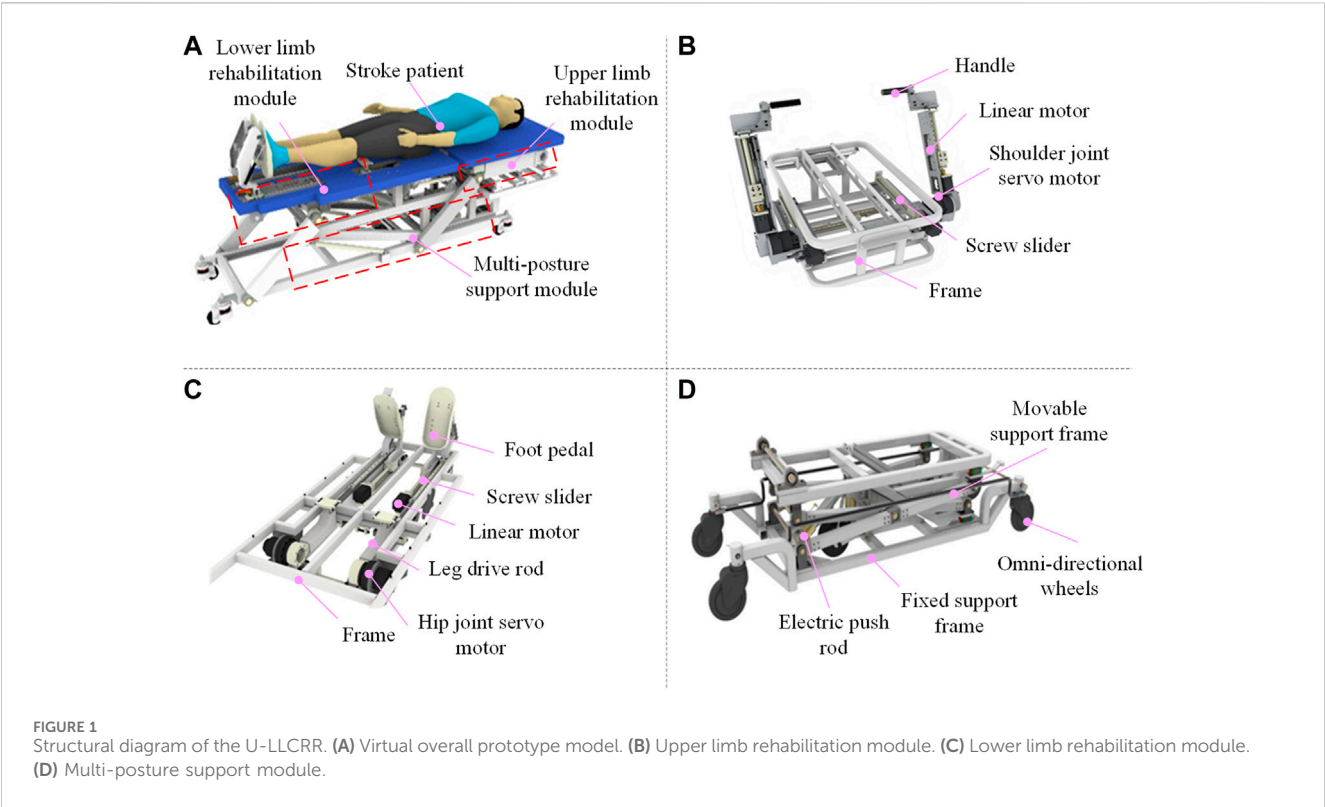 A
Lower limb
rehabilitation
module
Stroke patient
Upper limb
rehabilitation
module
Multi-posture
support module
B
Handle
Linear motor
Shoulder joint
servo motor
Screw slider
Frame
C
Foot pedal
Screw slider
Linear motor
Leg drive rod
Hip joint servo
motor
Frame
D
Movable
support frame
Omni-directional
wheels
Fixed support
frame
Electric push
rod
FIGURE 1
Structural diagram of the U-LLCRR. (A) Virtual overall prototype model. (B) Upper limb rehabilitation module. (C) Lower limb rehabilitation module.
(D) Multi-posture support module.